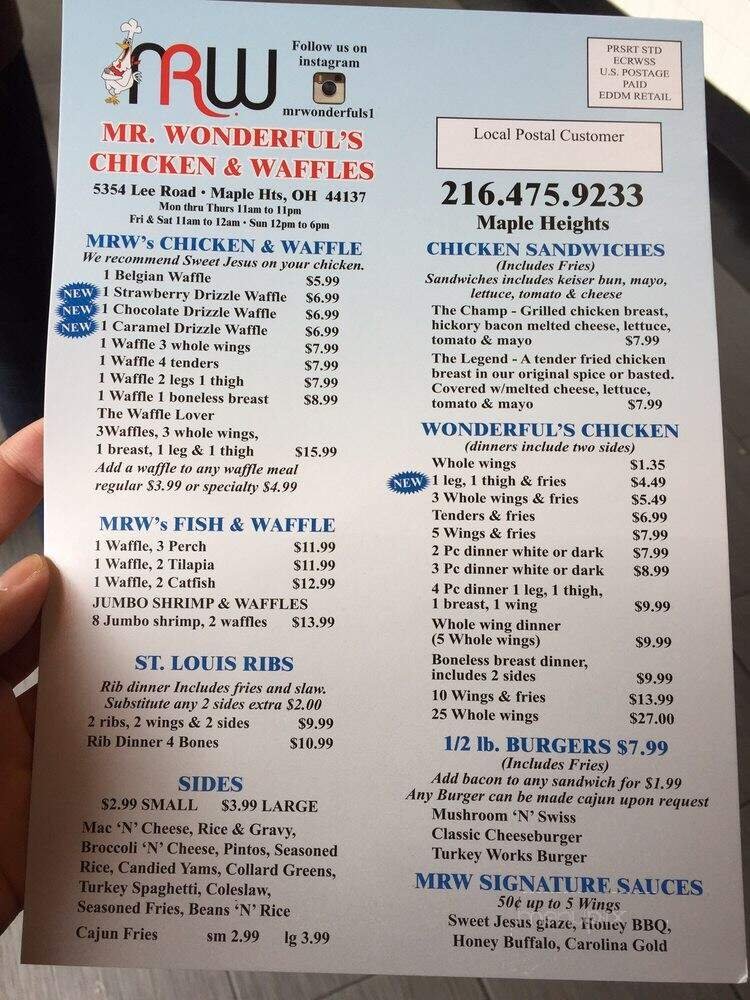 MRW
Follow us on
instagram
mrwonderfuls1
MR. WONDERFUL'S
CHICKEN & WAFFLES
5354 Lee Road • Maple Hts, OH 44137
Mon thru Thurs 11am to 11pm
Fri & Sat 11am to 12am • Sun 12pm to 6pm
MRW's CHICKEN & WAFFLE
We recommend Sweet Jesus on your chicken.
1 Belgian Waffle $5.99
NEW 1 Strawberry Drizzle Waffle $6.99
NEW 1 Chocolate Drizzle Waffle $6.99
NEW 1 Caramel Drizzle Waffle $6.99
1 Waffle 3 whole wings $7.99
1 Waffle 4 tenders $7.99
1 Waffle 2 legs 1 thigh $7.99
1 Waffle 1 boneless breast $8.99
The Waffle Lover
3Waffles, 3 whole wings,
1 breast, 1 leg & 1 thigh $15.99
Add a waffle to any waffle meal
regular $3.99 or specialty $4.99
MRW's FISH & WAFFLE
1 Waffle, 3 Perch $11.99
1 Waffle, 2 Tilapia $11.99
1 Waffle, 2 Catfish $12.99
JUMBO SHRIMP & WAFFLES
8 Jumbo shrimp, 2 waffles $13.99
ST. LOUIS RIBS
Rib dinner Includes fries and slaw.
Substitute any 2 sides extra $2.00
2 ribs, 2 wings & 2 sides $9.99
Rib Dinner 4 Bones $10.99
SIDES
$2.99 SMALL $3.99 LARGE
Mac 'N' Cheese, Rice & Gravy,
Broccoli 'N' Cheese, Pintos, Seasoned
Rice, Candied Yams, Collard Greens,
Turkey Spaghetti, Coleslaw,
Seasoned Fries, Beans 'N' Rice
Cajun Fries sm 2.99 lg 3.99
PRSRT STD
ECRWSS
U.S. POSTAGE
PAID
EDDM RETAIL
Local Postal Customer
216.475.9233
Maple Heights
CHICKEN SANDWICHES
(Includes Fries)
Sandwiches includes keiser bun, mayo,
lettuce, tomato & cheese
The Champ - Grilled chicken breast,
hickory bacon melted cheese, lettuce,
tomato & mayo $7.99
The Legend - A tender fried chicken
breast in our original spice or basted.
Covered w/melted cheese, lettuce,
tomato & mayo $7.99
WONDERFUL'S CHICKEN
(dinners include two sides)
Whole wings $1.35
NEW 1 leg, 1 thigh & fries $4.49
3 Whole wings & fries $5.49
Tenders & fries $6.99
5 Wings & fries $7.99
2 Pc dinner white or dark $7.99
3 Pc dinner white or dark $8.99
4 Pc dinner 1 leg, 1 thigh,
1 breast, 1 wing $9.99
Whole wing dinner
(5 Whole wings) $9.99
Boneless breast dinner,
includes 2 sides $9.99
10 Wings & fries $13.99
25 Whole wings $27.00
1/2 lb. BURGERS $7.99
(Includes Fries)
Add bacon to any sandwich for $1.99
Any Burger can be made cajun upon request
Mushroom 'N' Swiss
Classic Cheeseburger
Turkey Works Burger
MRW SIGNATURE SAUCES
50¢ up to 5 Wings
Sweet Jesus glaze, Honey BBQ,
Honey Buffalo, Carolina Gold